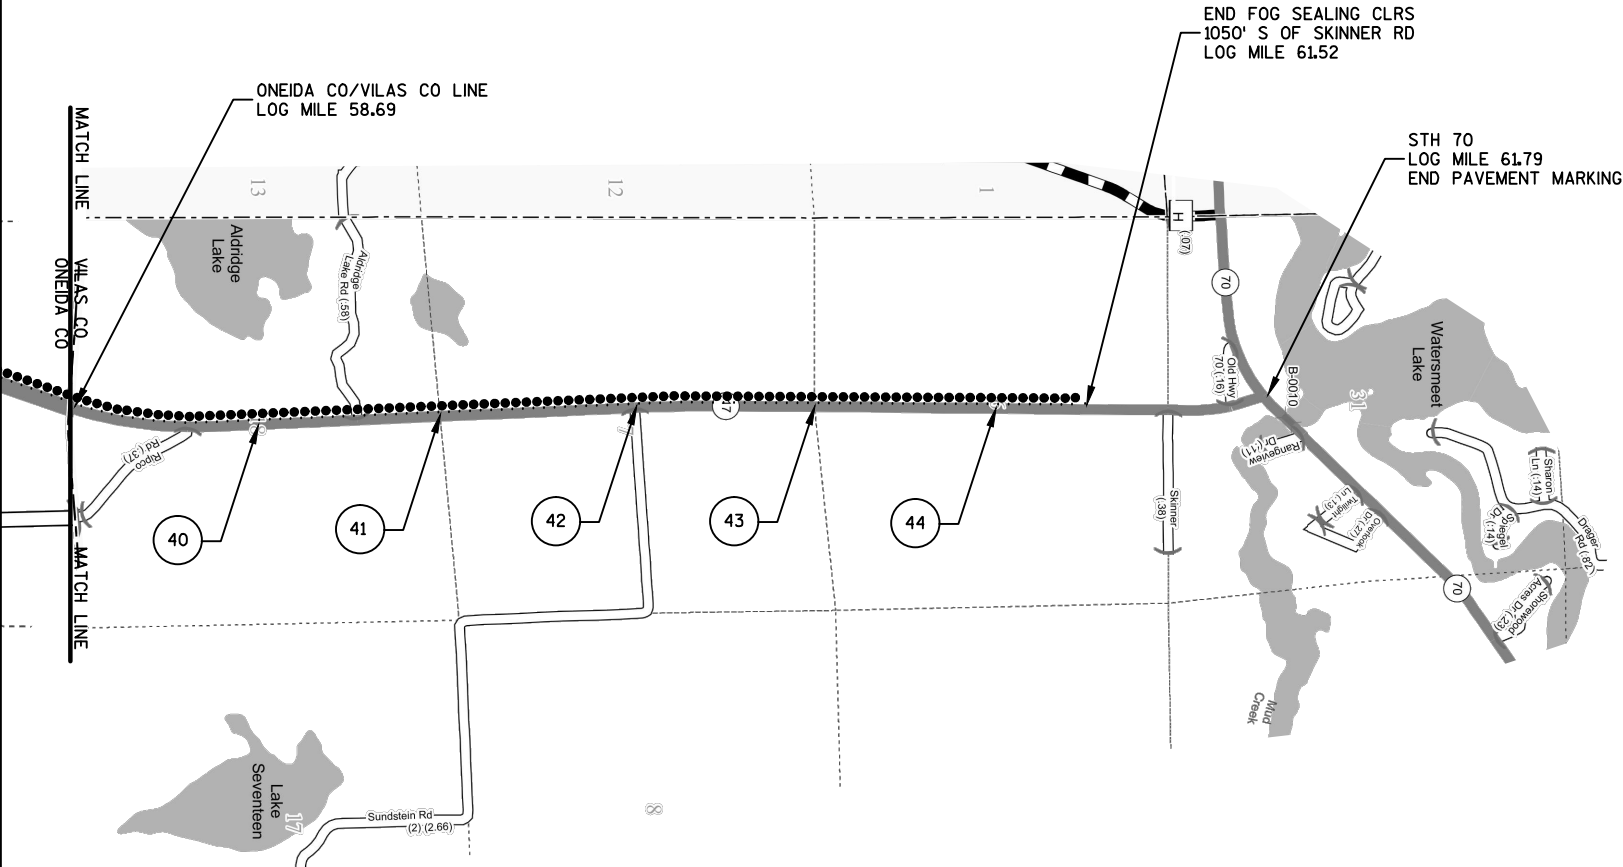 END FOG SEALING CLRS
1050' S OF SKINNER RD
LOG MILE 61.52
ONEIDA CO/VILAS CO LINE
LOG MILE 58.69
STH 70
LOG MILE 61.79
END PAVEMENT MARKING
MATCH LINE
13
12
1
H
(.07)
Aldridge
Lake
Aldridge
Lake Rd (.58)
VILAS CO
ONEIDA CO
70
Watersmeet
Lake
Old Hwy
70 (.16)
B-0010
31
17
7
Ripco
Rd (.37)
Rangeview
Dr (.11)
Sharon
Ln (.14)
Skinner
(.38)
Twilight
Ln (.13)
Overlook
Dr (.27)
Spiegel
Dr (.14)
Drager
Rd (.82)
40
41
42
43
44
MATCH LINE
70
Shorewood
Acres Dr (.23)
Mud
Creek
Lake
Seventeen
17
Sundstein Rd
(2) (2.66)
8